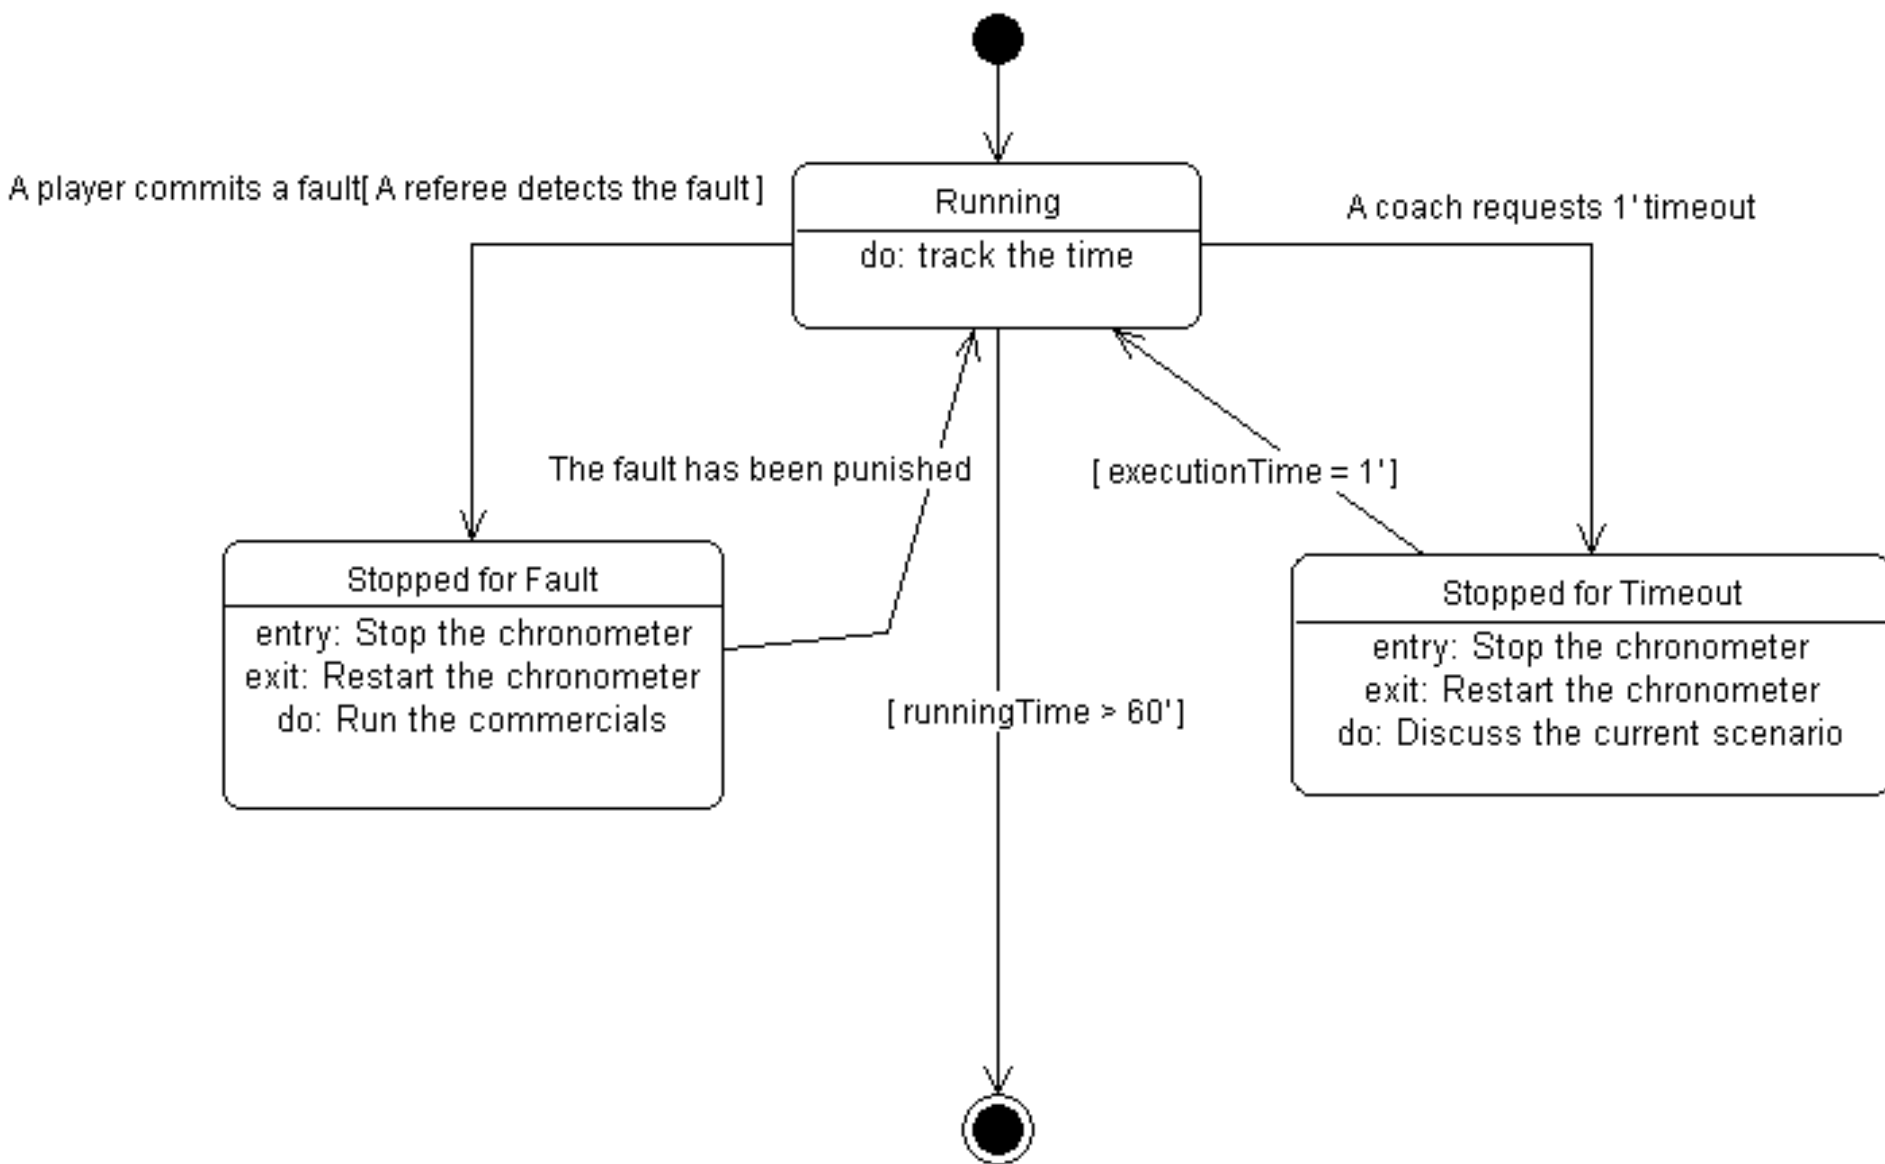 A player commits a fault[ A referee detects the fault ]
Running
do: track the time
A coach requests 1' timeout
The fault has been punished
[ executionTime = 1' ]
Stopped for Fault
entry: Stop the chronometer
exit: Restart the chronometer
do: Run the commercials
[ runningTime > 60' ]
Stopped for Timeout
entry: Stop the chronometer
exit: Restart the chronometer
do: Discuss the current scenario